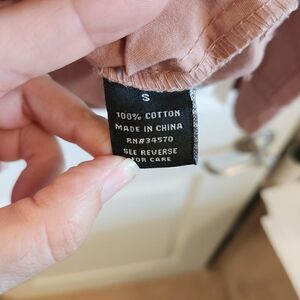 S
100% COTTON
MADE IN CHINA
RN#34570
SEE REVERSE
FOR CARE